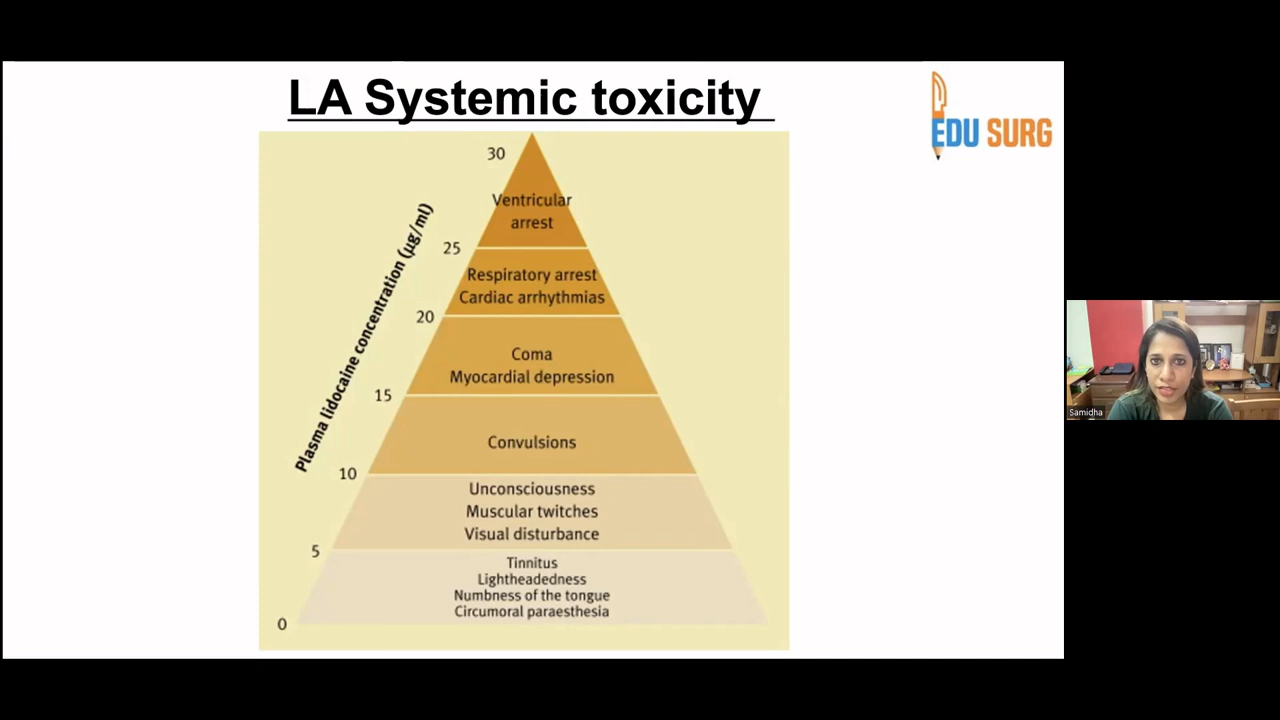 LA Systemic toxicity
EDU SURG
Plasma lidocaine concentration (µg/ml)
30
Ventricular
arrest
25
Respiratory arrest
Cardiac arrhythmias
20
Coma
Myocardial depression
15
Convulsions
10
Unconsciousness
Muscular twitches
Visual disturbance
5
Tinnitus
Lightheadedness
Numbness of the tongue
Circumoral paraesthesia
0
Samidha